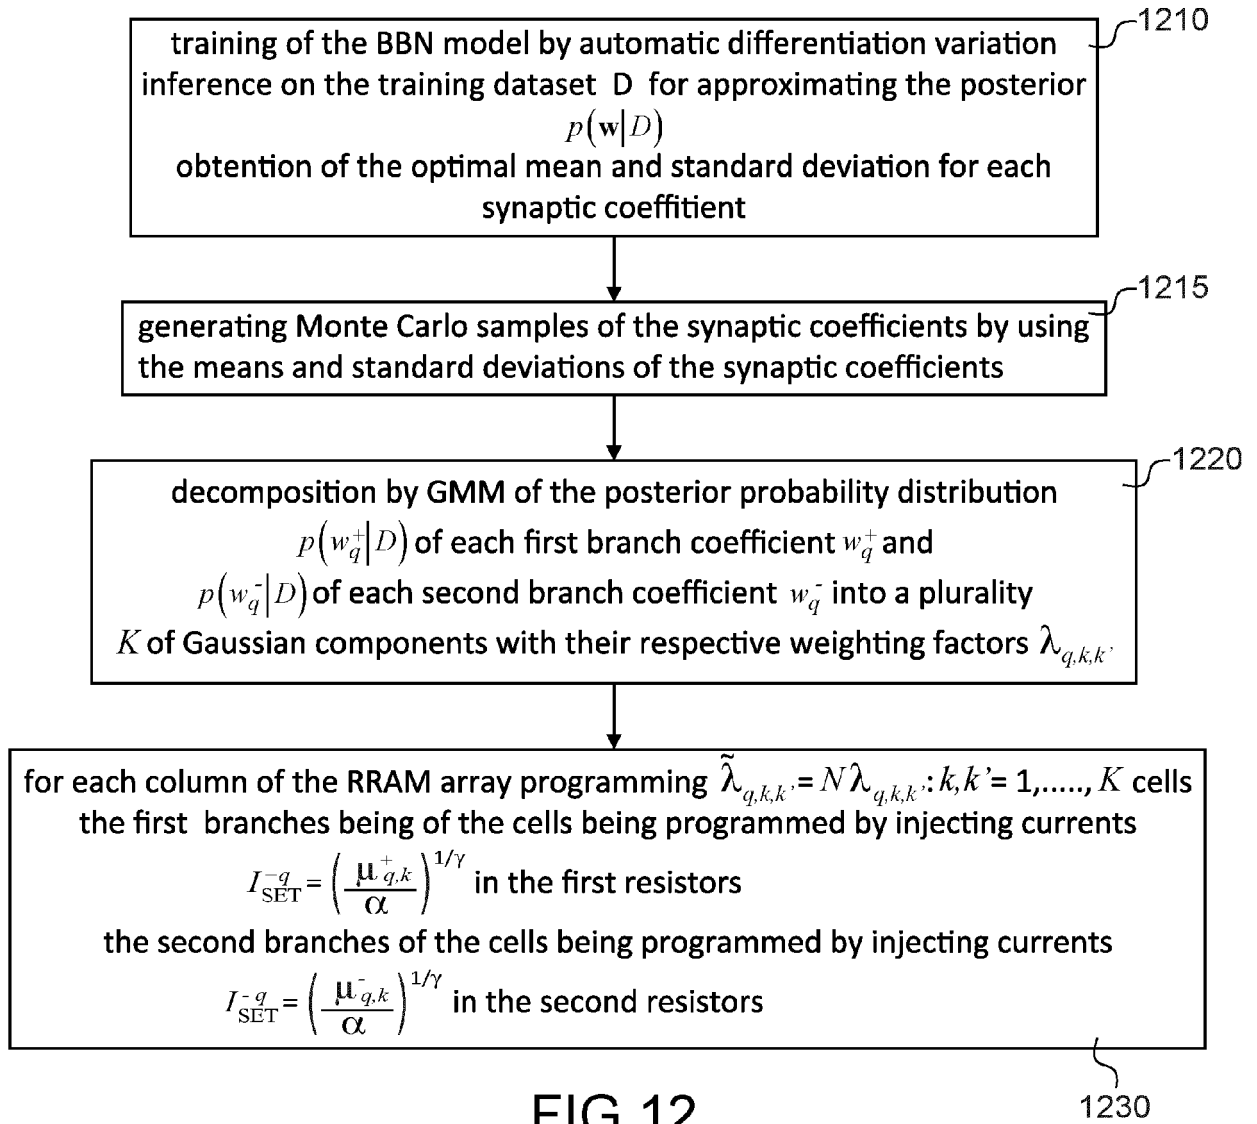 1210
training of the BBN model by automatic differentiation variation
inference on the training dataset D for approximating the posterior
p(w|D)
obtention of the optimal mean and standard deviation for each
synaptic coeffitient
1215
generating Monte Carlo samples of the synaptic coefficients by using
the means and standard deviations of the synaptic coefficients
1220
decomposition by GMM of the posterior probability distribution
p(w_q^+|D) of each first branch coefficient w_q^+ and
p(w_q^-|D) of each second branch coefficient w_q^- into a plurality
K of Gaussian components with their respective weighting factors λ_{q,k,k'}
for each column of the RRAM array programming λ̃_{q,k,k'} = Nλ_{q,k,k'}: k,k' = 1,....., K cells
the first branches being of the cells being programmed by injecting currents
I_SET^{-q} = (μ_{q,k}^+ / α)^{1/γ} in the first resistors
the second branches of the cells being programmed by injecting currents
I_SET^{-q} = (μ_{q,k}^- / α)^{1/γ} in the second resistors
1230
FIG.12